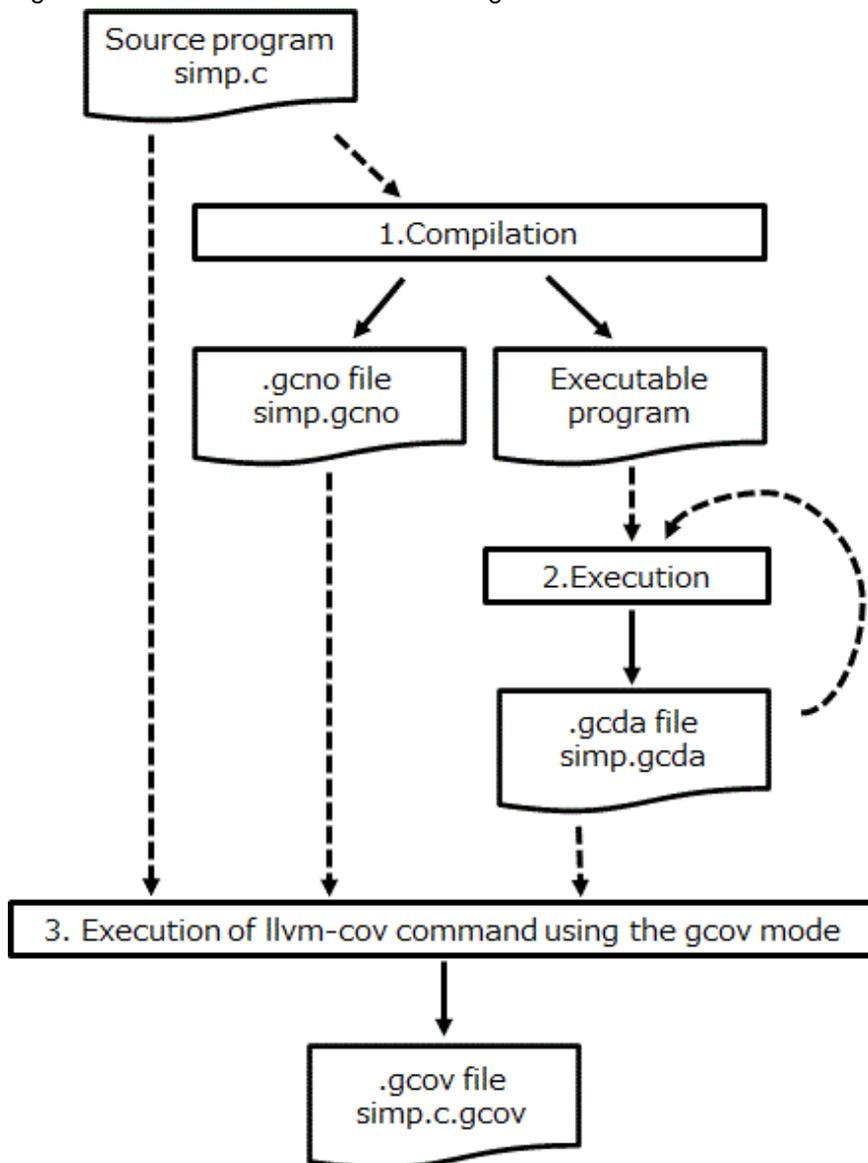 Source program
simp.c
1.Compilation
.gcno file
simp.gcno
Executable
program
2.Execution
.gcda file
simp.gcda
3. Execution of llvm-cov command using the gcov mode
.gcov file
simp.c.gcov